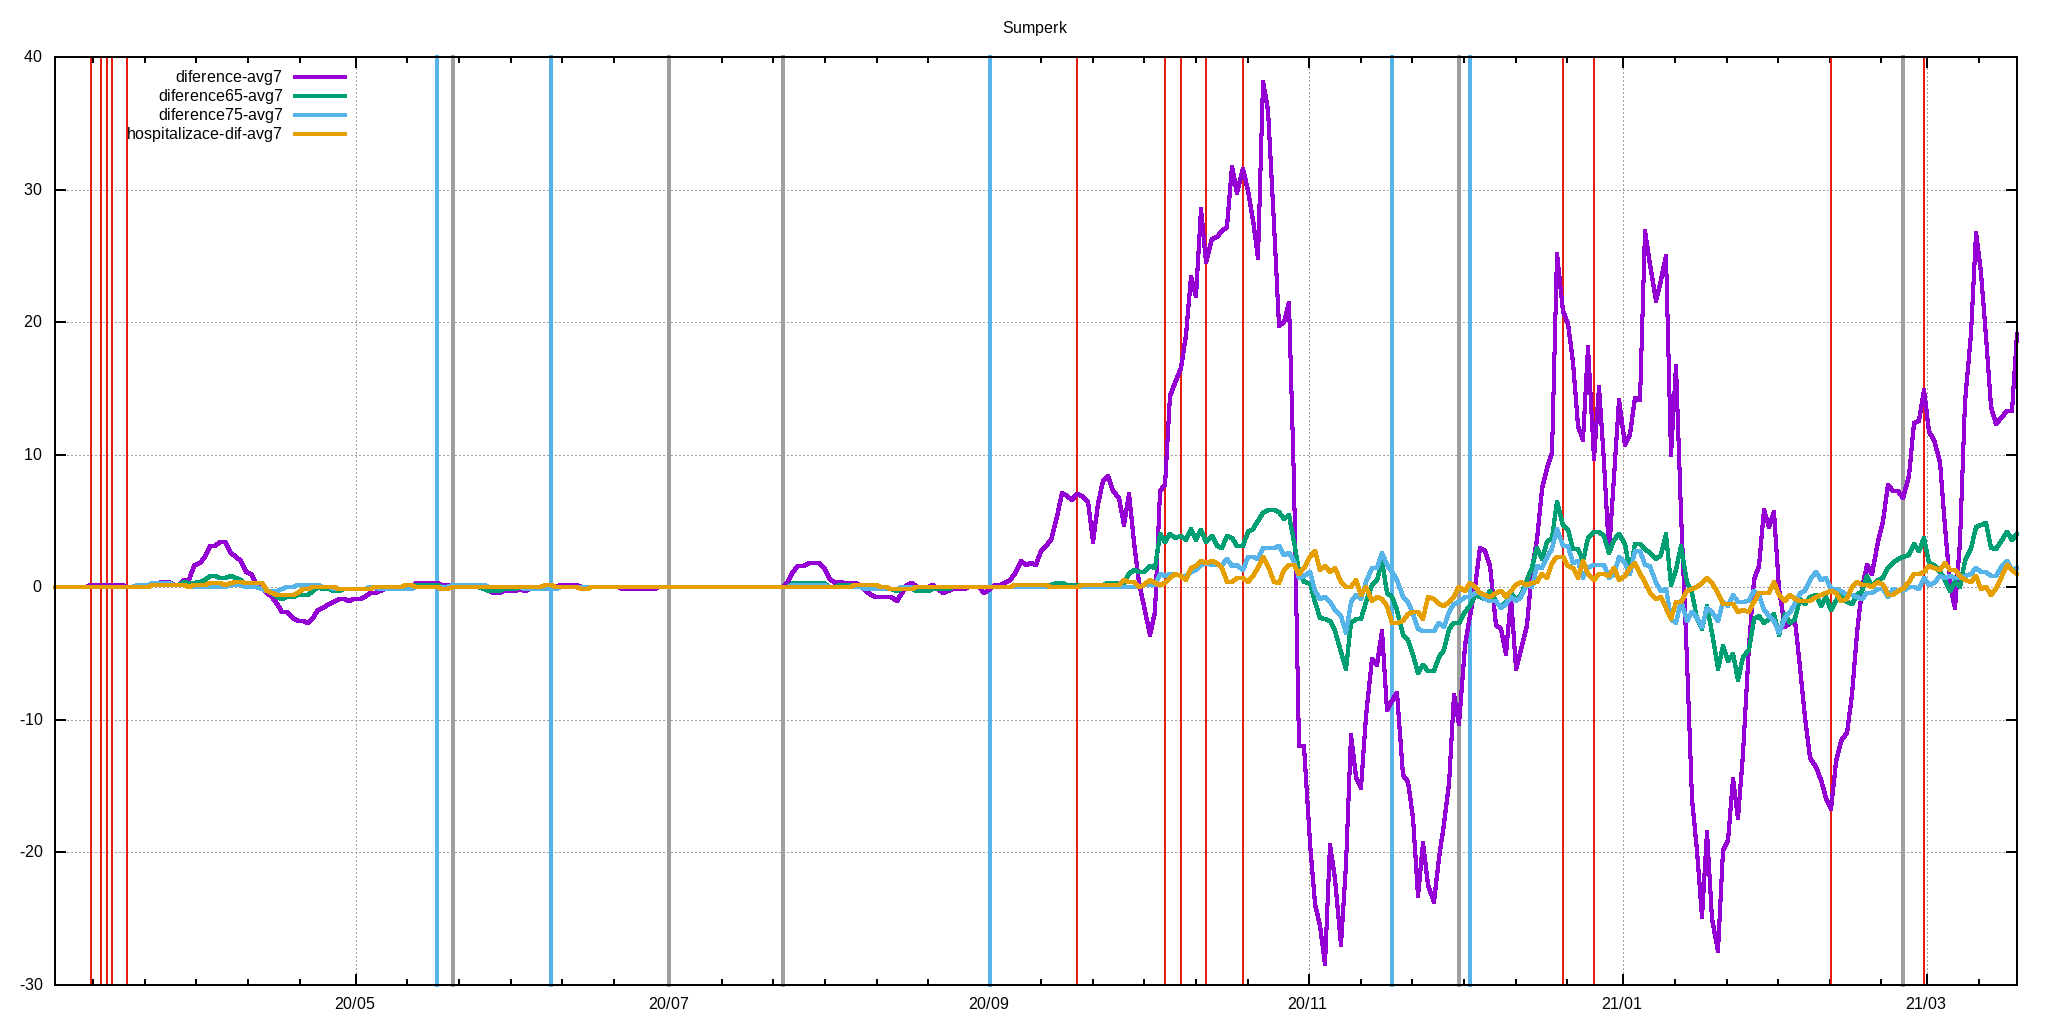 Sumperk
40
diference-avg7
diference65-avg7
diference75-avg7
hospitalizace-dif-avg7
30
20
10
0
-10
-20
-30
20/05
20/07
20/09
20/11
21/01
21/03